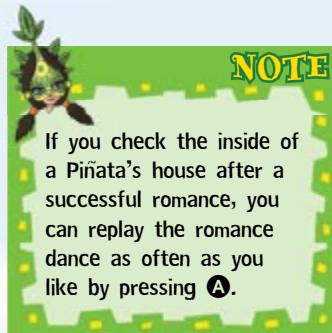 NOTE
If you check the inside of
a Piñata's house after a
successful romance, you
can replay the romance
dance as often as you
like by pressing A.